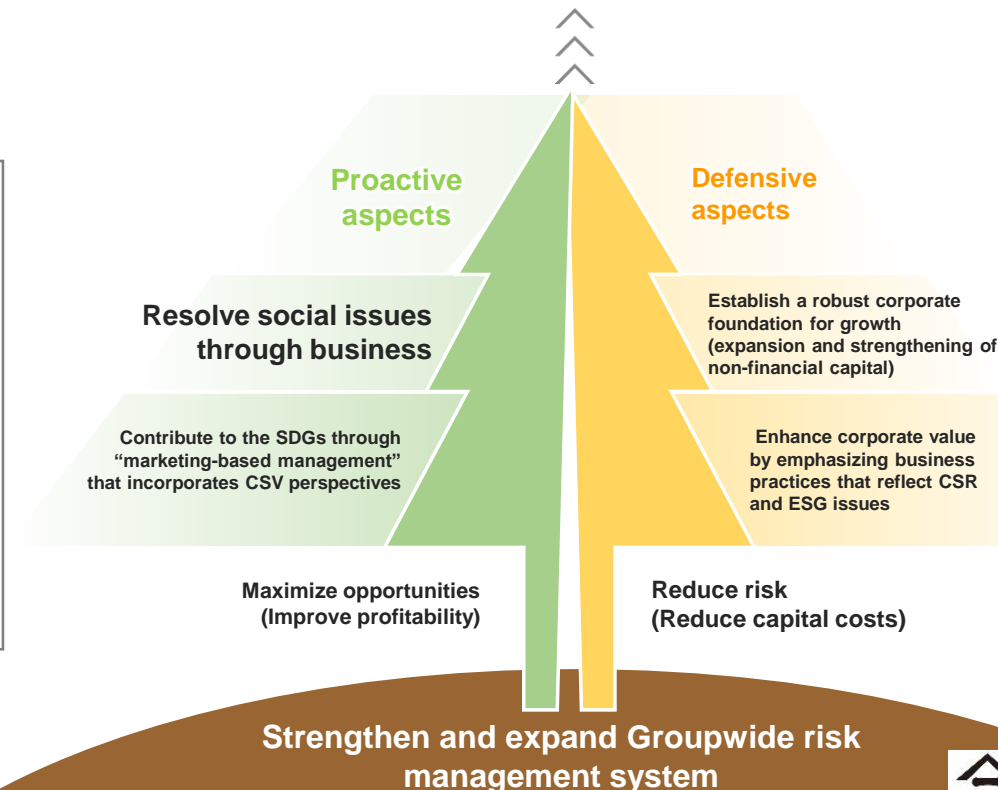 Proactive
aspects
Defensive
aspects
Resolve social issues
through business
Establish a robust corporate
foundation for growth
(expansion and strengthening of
non-financial capital)
Contribute to the SDGs through
“marketing-based management”
that incorporates CSV perspectives
Enhance corporate value
by emphasizing business
practices that reflect CSR
and ESG issues
Maximize opportunities
(Improve profitability)
Reduce risk
(Reduce capital costs)
Strengthen and expand Groupwide risk
management system